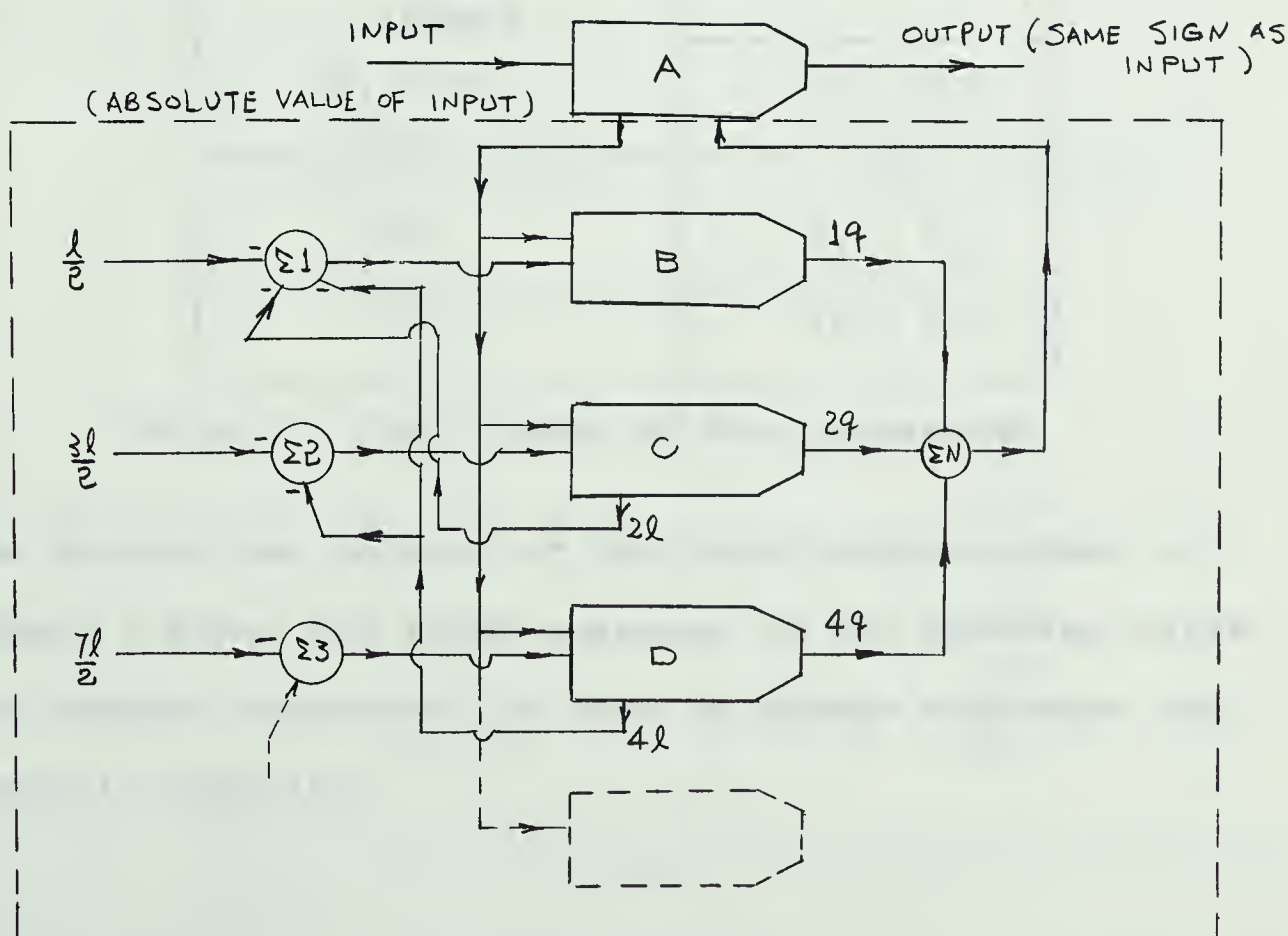 INPUT
OUTPUT (SAME SIGN AS
INPUT)
A
(ABSOLUTE VALUE OF INPUT)
l/2
-
Σ1
-
-
B
1q
3l/2
-
Σ2
-
C
2q
ΣN
2l
7l/2
-
Σ3
D
4q
4l